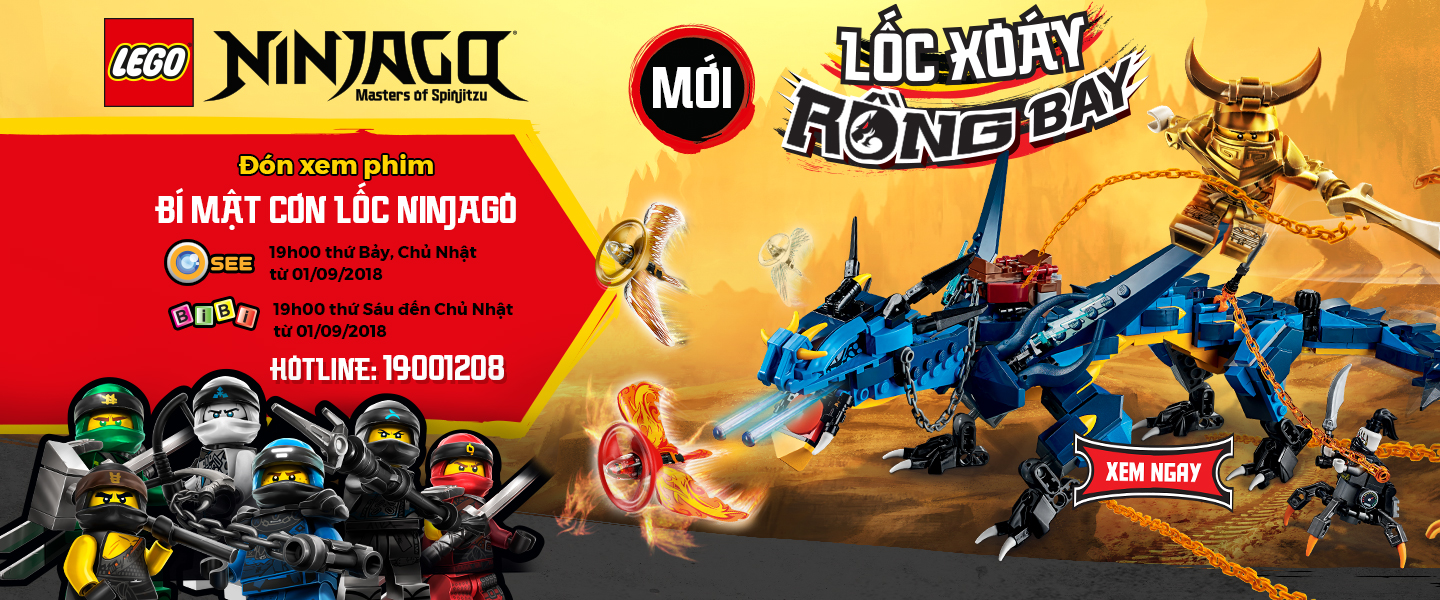 LEGO
NINJAGO
Masters of Spinjitzu
MỚI
LỐC XOÁY
RỒNG BAY
Đón xem phim
BÍ MẬT CƠN LỐC NINJAGO
SEE
19h00 thứ Bảy, Chủ Nhật
từ 01/09/2018
BiBi
19h00 thứ Sáu đến Chủ Nhật
từ 01/09/2018
HOTLINE: 19001208
XEM NGAY